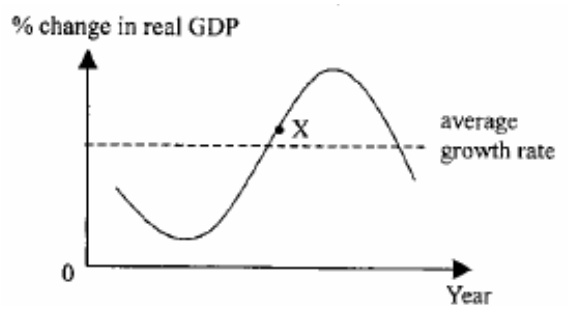 % change in real GDP
X
average
growth rate
0
Year